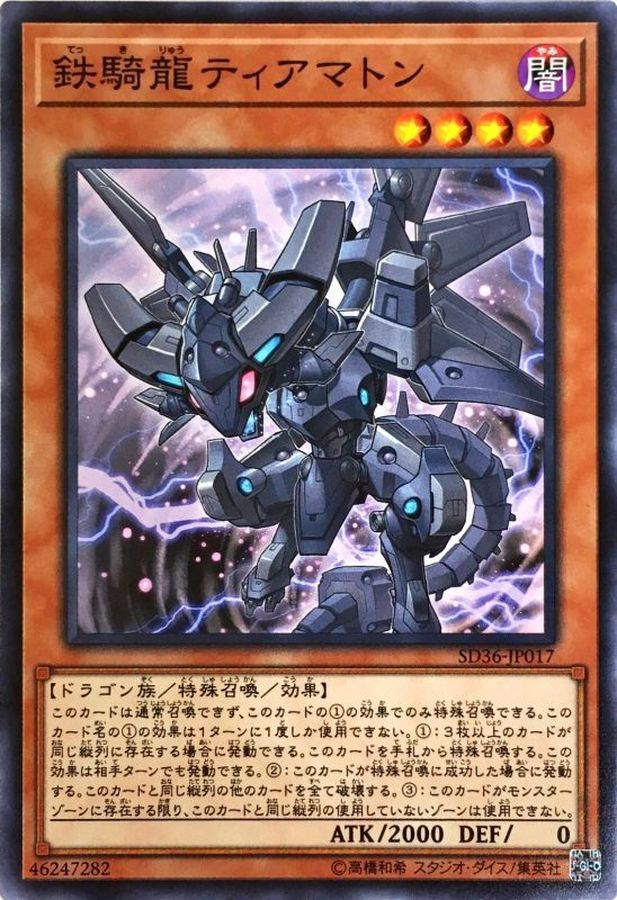 鉄騎龍ティアマトン
てっ き りゅう
闇
やみ
SD36-JP017
【ドラゴン族／特殊召喚／効果】
このカードは通常召喚できず、このカードの①の効果でのみ特殊召喚できる。この
カード名の①の効果は１ターンに１度しか使用できない。①：３枚以上のカードが
同じ縦列に存在する場合に発動できる。このカードを手札から特殊召喚する。この
効果は相手ターンでも発動できる。②：このカードが特殊召喚に成功した場合に発動
する。このカードと同じ縦列の他のカードを全て破壊する。③：このカードがモンスター
ゾーンに存在する限り、このカードと同じ縦列の使用していないゾーンは使用できない。
ATK/2000 DEF/ 0
46247282
©高橋和希 スタジオ・ダイス/集英社